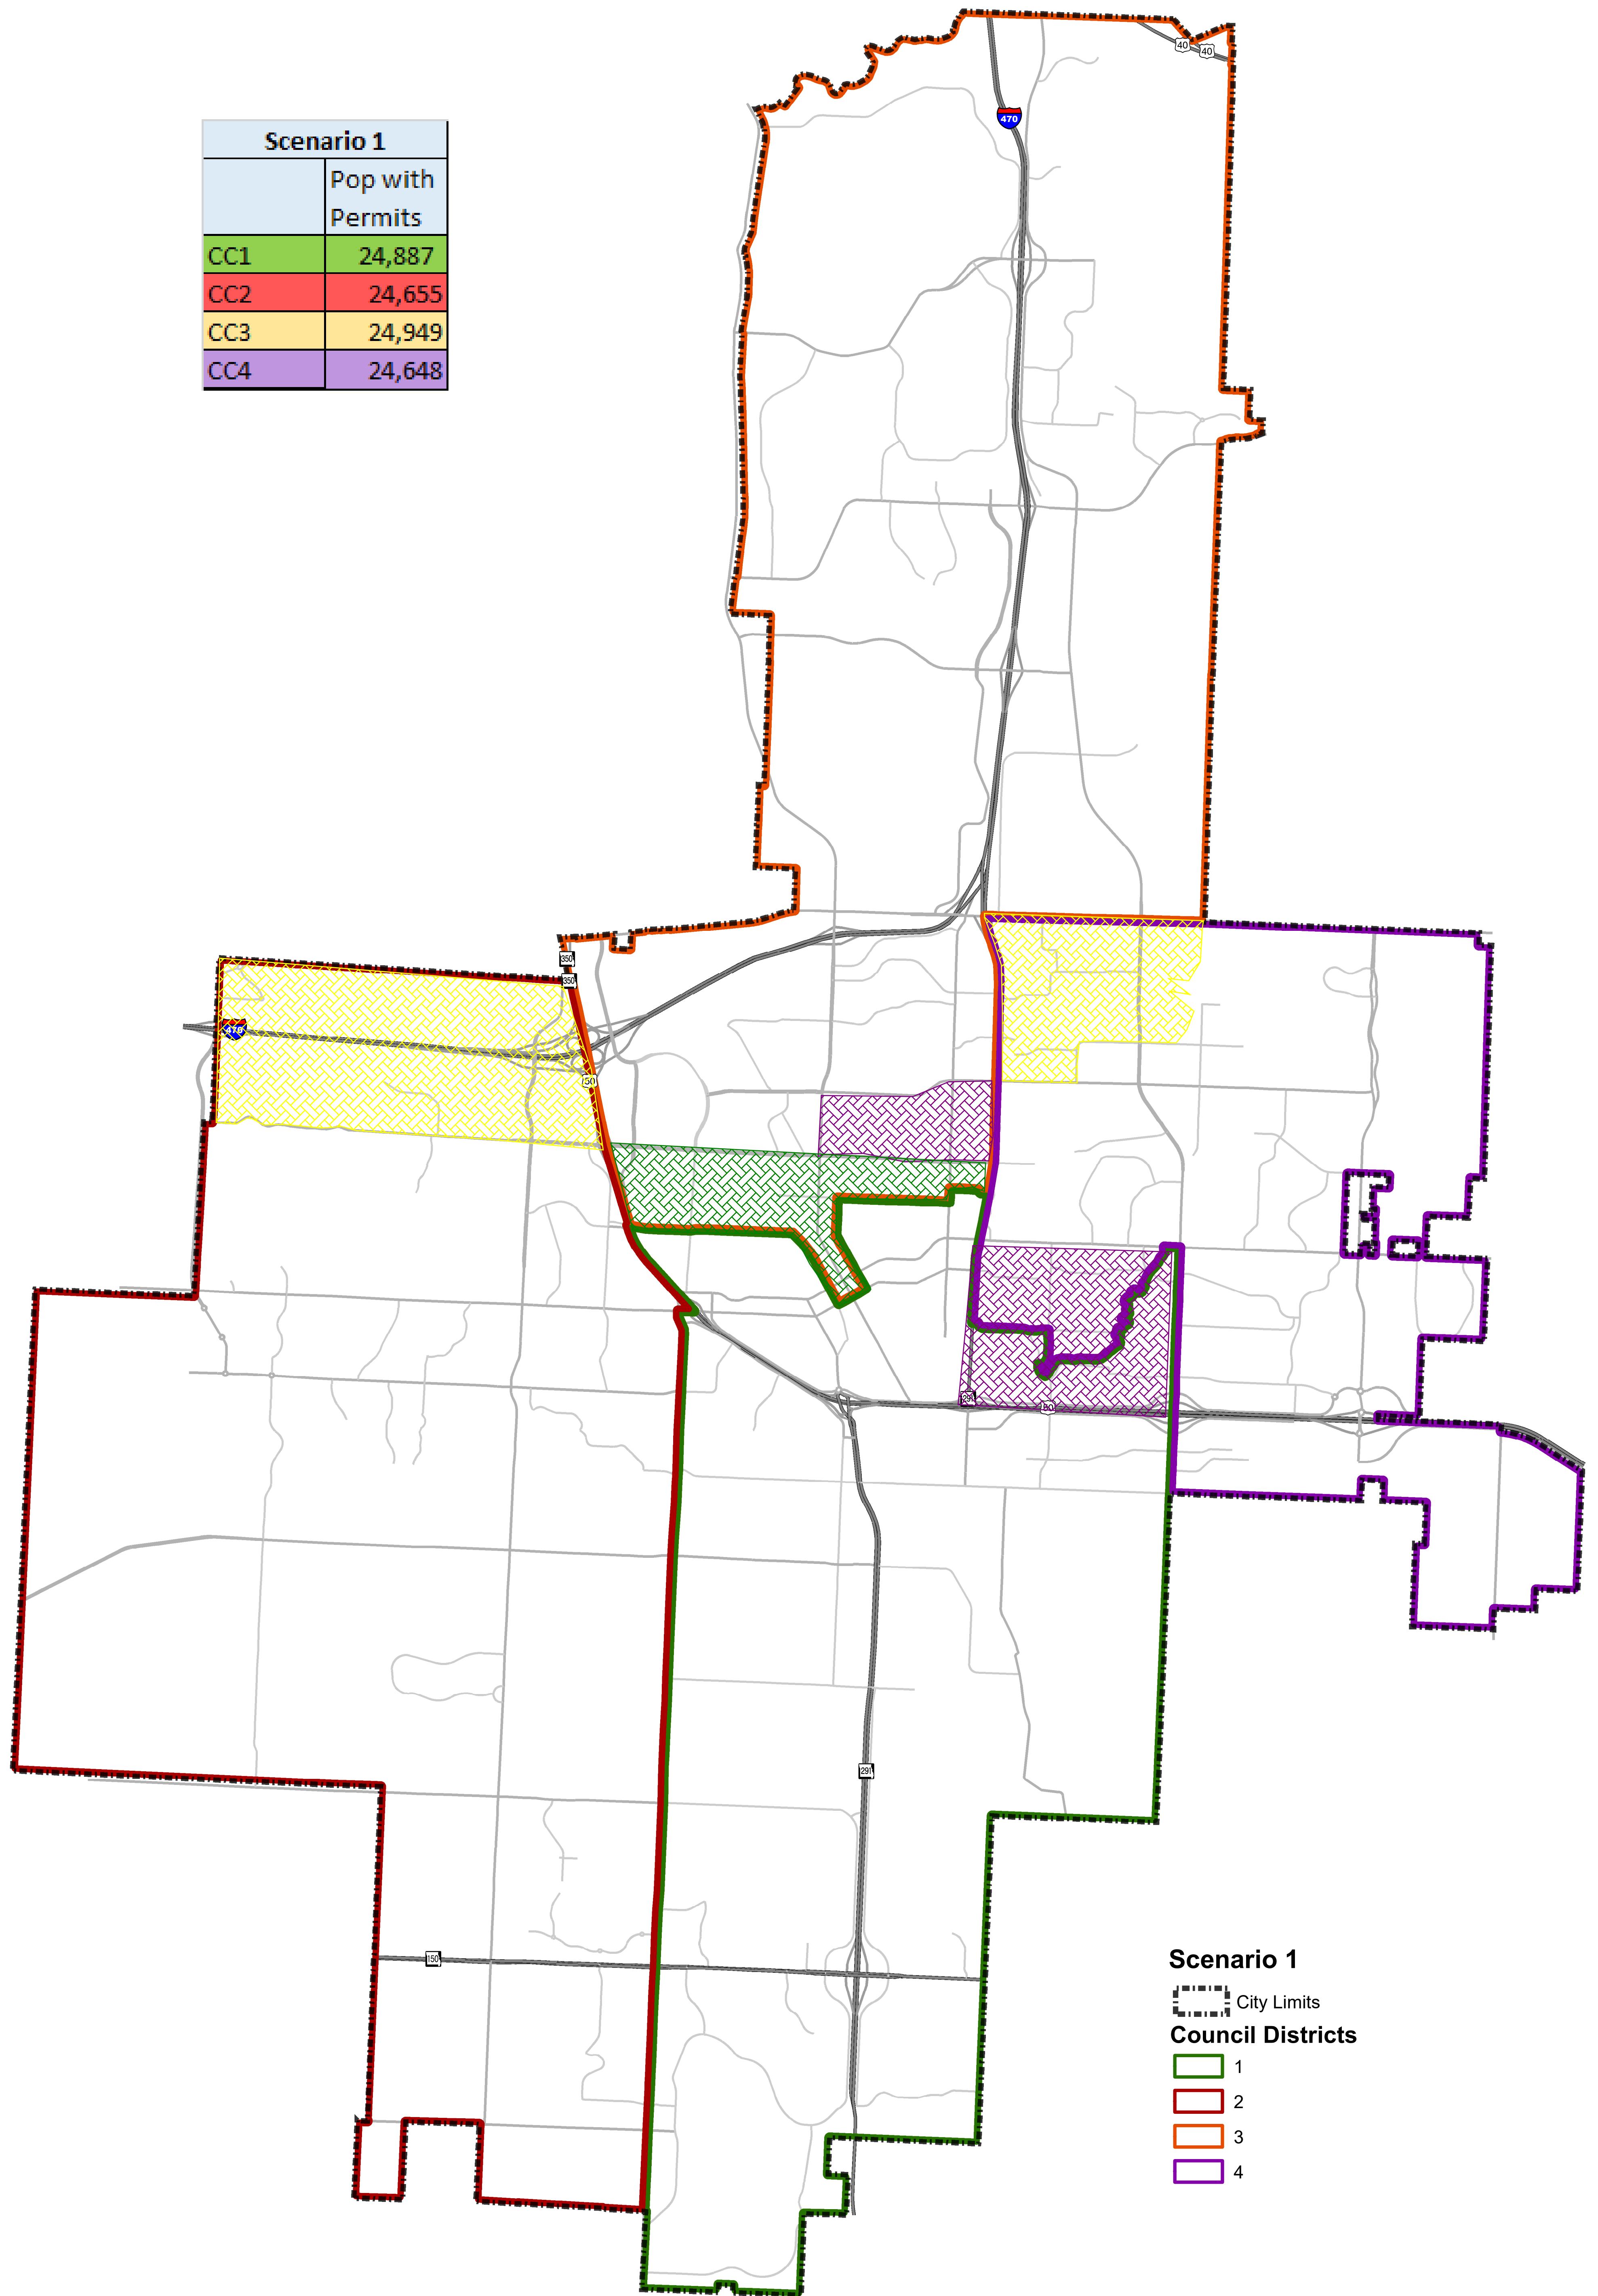 40
40
470
Scenario 1
Pop with
Permits
CC1 24,887
CC2 24,655
CC3 24,949
CC4 24,648
350
350
470
50
291
50
291
150
Scenario 1
City Limits
Council Districts
1
2
3
4